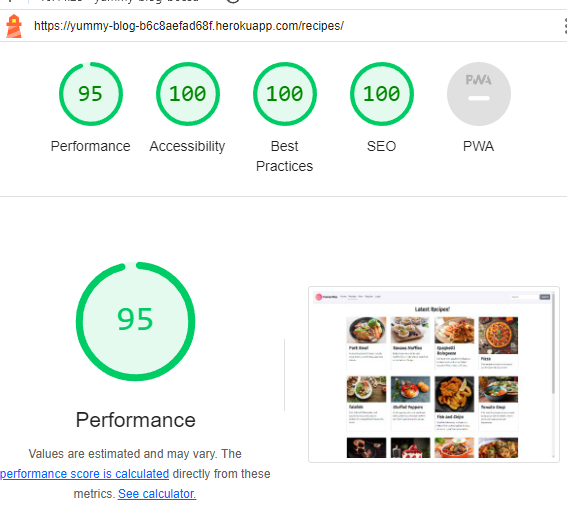 https://yummy-blog-b6c8aefad68f.herokuapp.com/recipes/
95
100
100
100
PWA
Performance
Accessibility
Best
Practices
SEO
PWA
95
Performance
Values are estimated and may vary. The
performance score is calculated directly from these
metrics. See calculator.
Latest Recipes!
Pork Bowl
Banana Muffins
Spaghetti
Bolognese
Pizza
Falafels
Stuffed Peppers
Fish and Chips
Tomato Soup